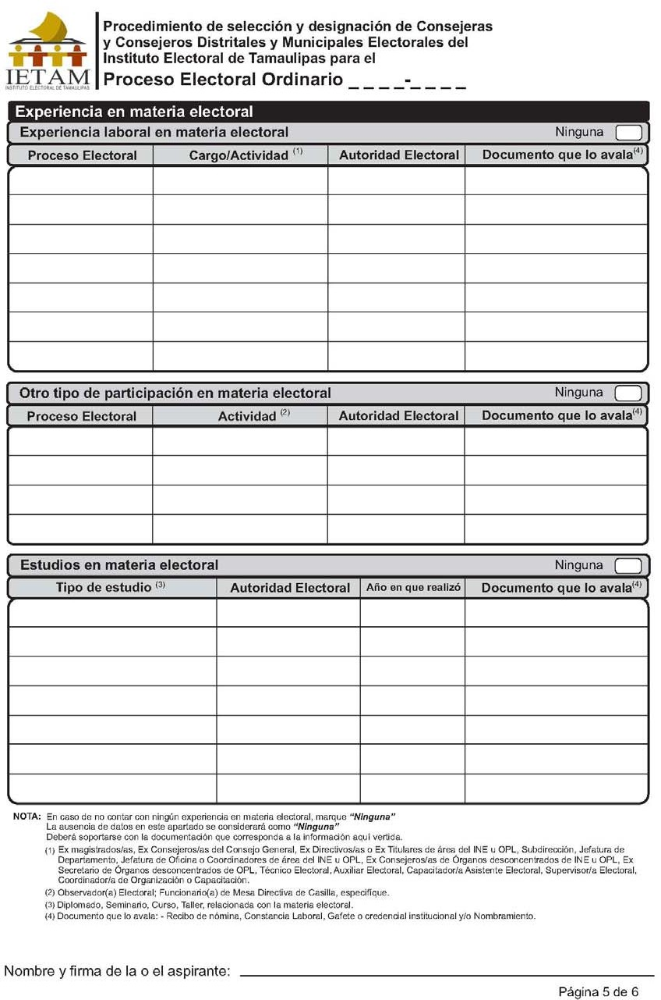 IETAM
INSTITUTO ELECTORAL DE TAMAULIPAS
Procedimiento de selección y designación de Consejeras
y Consejeros Distritales y Municipales Electorales del
Instituto Electoral de Tamaulipas para el
Proceso Electoral Ordinario _ _ _ _-_ _ _ _
Experiencia en materia electoral
Experiencia laboral en materia electoral Ninguna
Proceso Electoral Cargo/Actividad (1) Autoridad Electoral Documento que lo avala(4)
Otro tipo de participación en materia electoral Ninguna
Proceso Electoral Actividad (2) Autoridad Electoral Documento que lo avala(4)
Estudios en materia electoral Ninguna
Tipo de estudio (3) Autoridad Electoral Año en que realizó Documento que lo avala(4)
NOTA: En caso de no contar con ningún experiencia en materia electoral, marque “Ninguna”
La ausencia de datos en este apartado se considerará como “Ninguna”
Deberá soportarse con la documentación que corresponda a la información aquí vertida.
(1) Ex magistrados/as, Ex Consejeros/as del Consejo General, Ex Directivos/as o Ex Titulares de área del INE u OPL, Subdirección, Jefatura de
Departamento, Jefatura de Oficina o Coordinadores de área del INE u OPL, Ex Consejeros/as de Órganos desconcentrados de INE u OPL, Ex
Secretario de Órganos desconcentrados de OPL, Técnico Electoral, Auxiliar Electoral, Capacitador/a Asistente Electoral, Supervisor/a Electoral,
Coordinador/a de Organización o Capacitación.
(2) Observador(a) Electoral; Funcionario(a) de Mesa Directiva de Casilla, especifique.
(3) Diplomado, Seminario, Curso, Taller, relacionada con la materia electoral.
(4) Documento que lo avala: - Recibo de nómina, Constancia Laboral, Gafete o credencial institucional y/o Nombramiento.
Nombre y firma de la o el aspirante:
Página 5 de 6